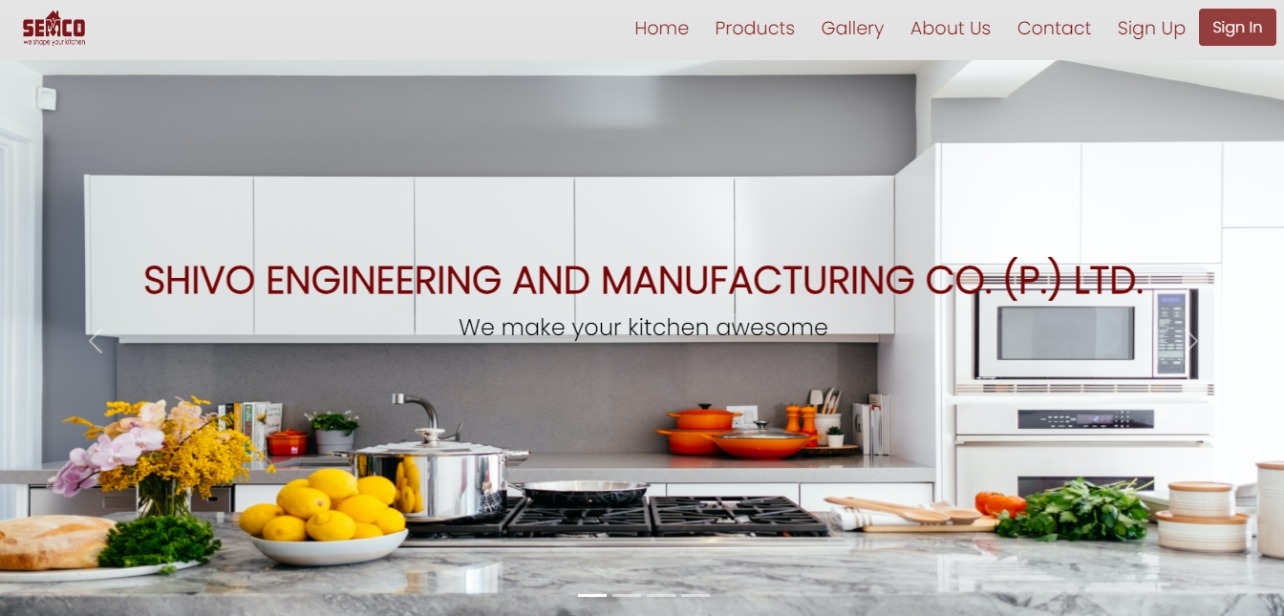 SEMCO
we shape your kitchen
Home Products Gallery About Us Contact Sign Up Sign In
SHIVO ENGINEERING AND MANUFACTURING CO. (P.) LTD.
We make your kitchen awesome